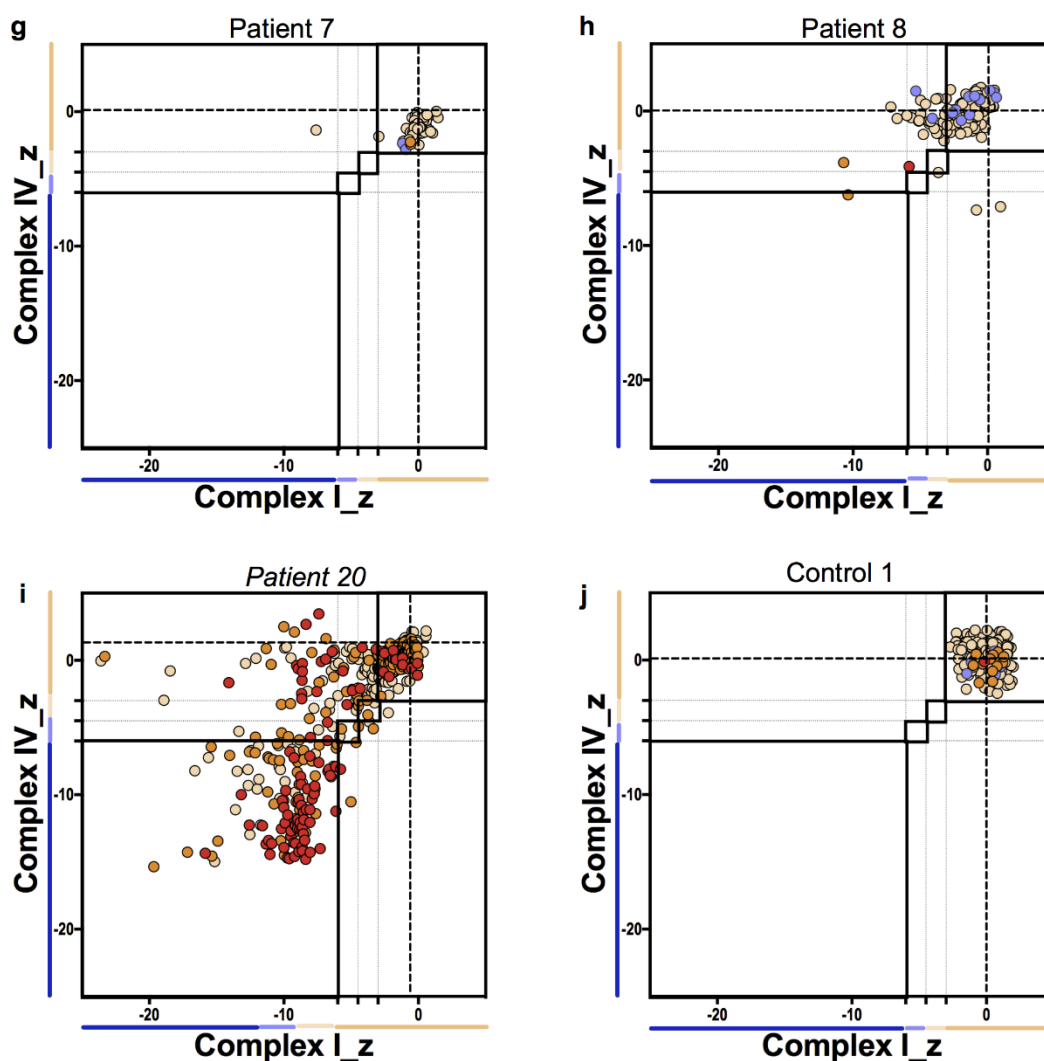 g
Patient 7
Complex IV_z
0
-10
-20
-20
-10
0
Complex I_z
h
Patient 8
Complex IV_z
0
-10
-20
-20
-10
0
Complex I_z
i
Patient 20
Complex IV_z
0
-10
-20
-20
-10
0
Complex I_z
j
Control 1
Complex IV_z
0
-10
-20
-20
-10
0
Complex I_z